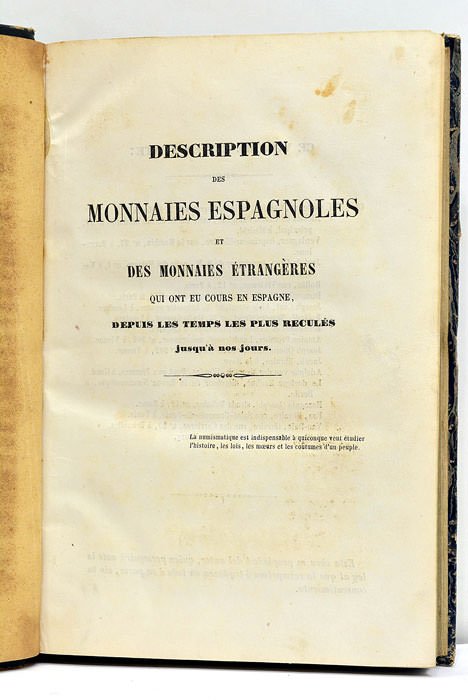 DESCRIPTION
DES
MONNAIES ESPAGNOLES
ET
DES MONNAIES ÉTRANGÈRES
QUI ONT EU COURS EN ESPAGNE,
DEPUIS LES TEMPS LES PLUS RECULÉS
jusqu'à nos jours.
La numismatique est indispensable à quiconque veut étudier
l'histoire, les lois, les mœurs et les coutumes d'un peuple.